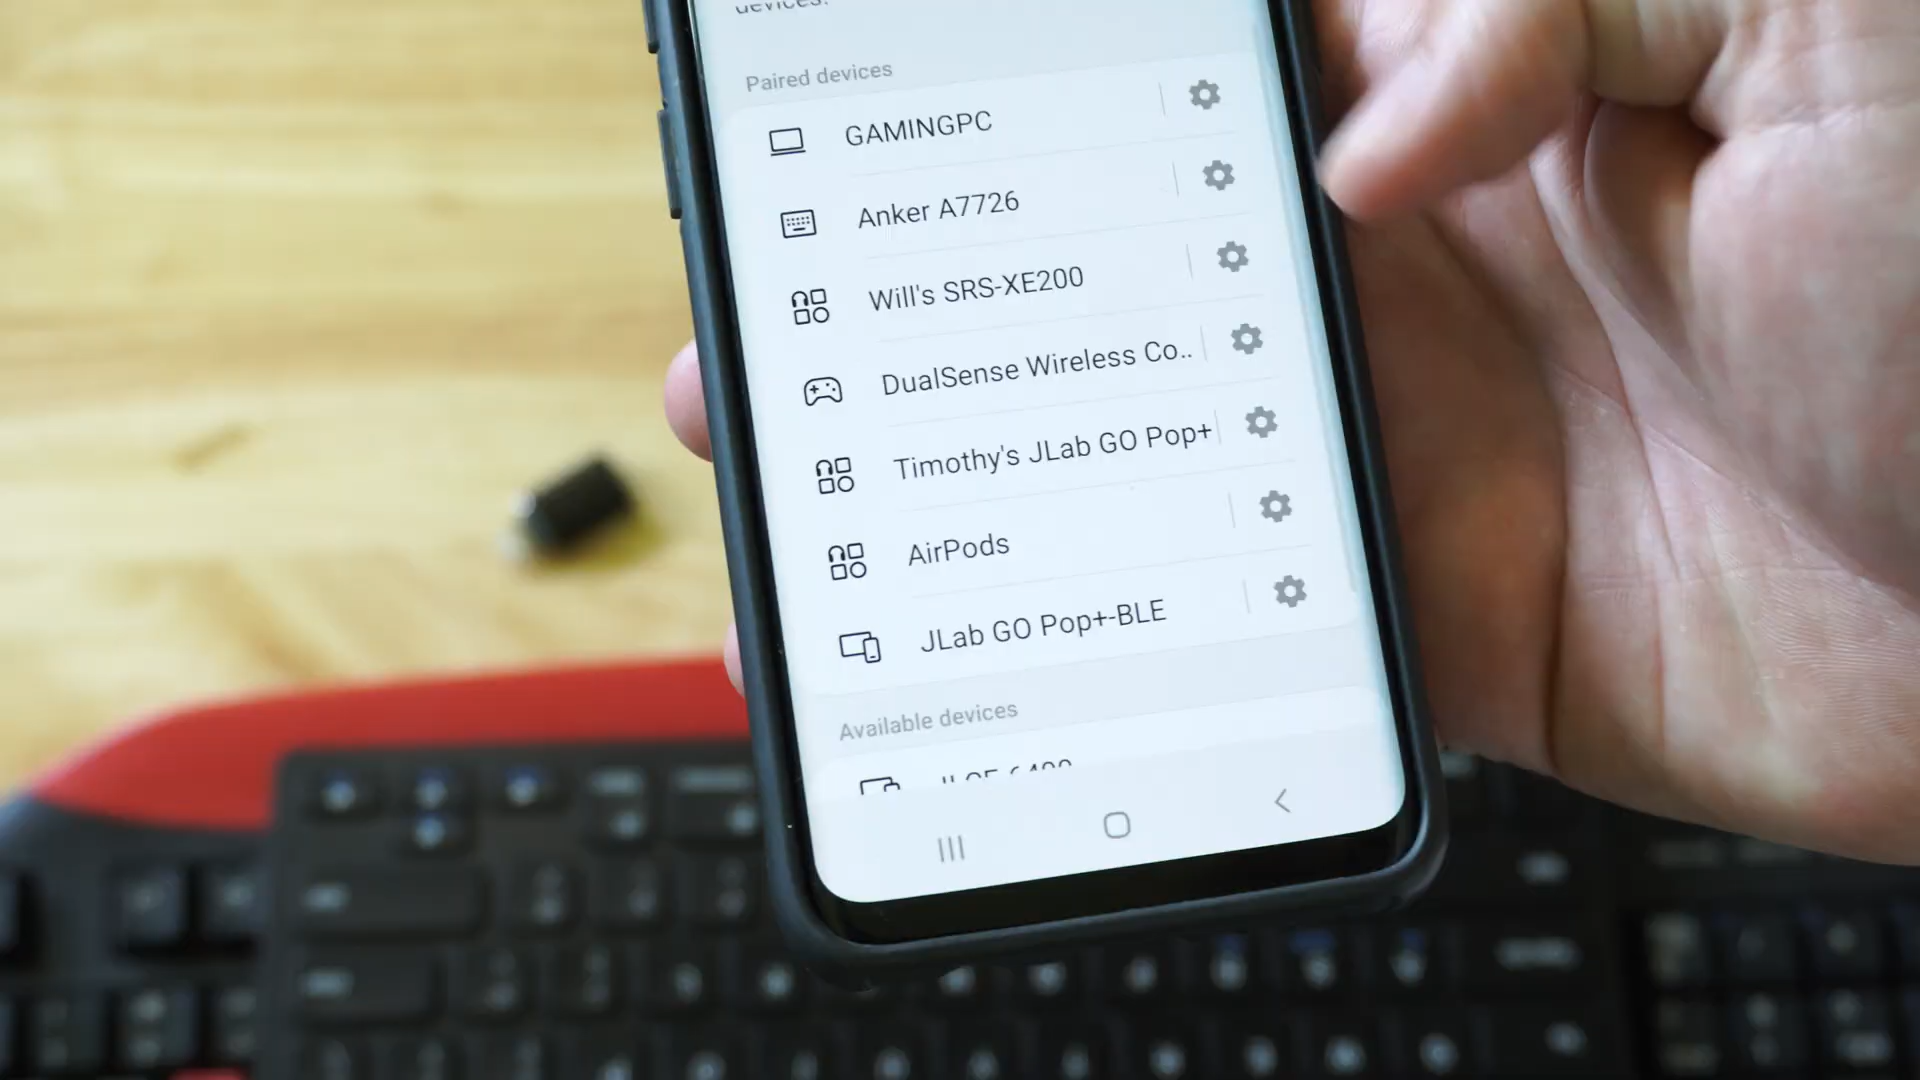 devices.
Paired devices
GAMINGPC
Anker A7726
Will's SRS-XE200
DualSense Wireless Co..
Timothy's JLab GO Pop+
AirPods
JLab GO Pop+-BLE
Available devices